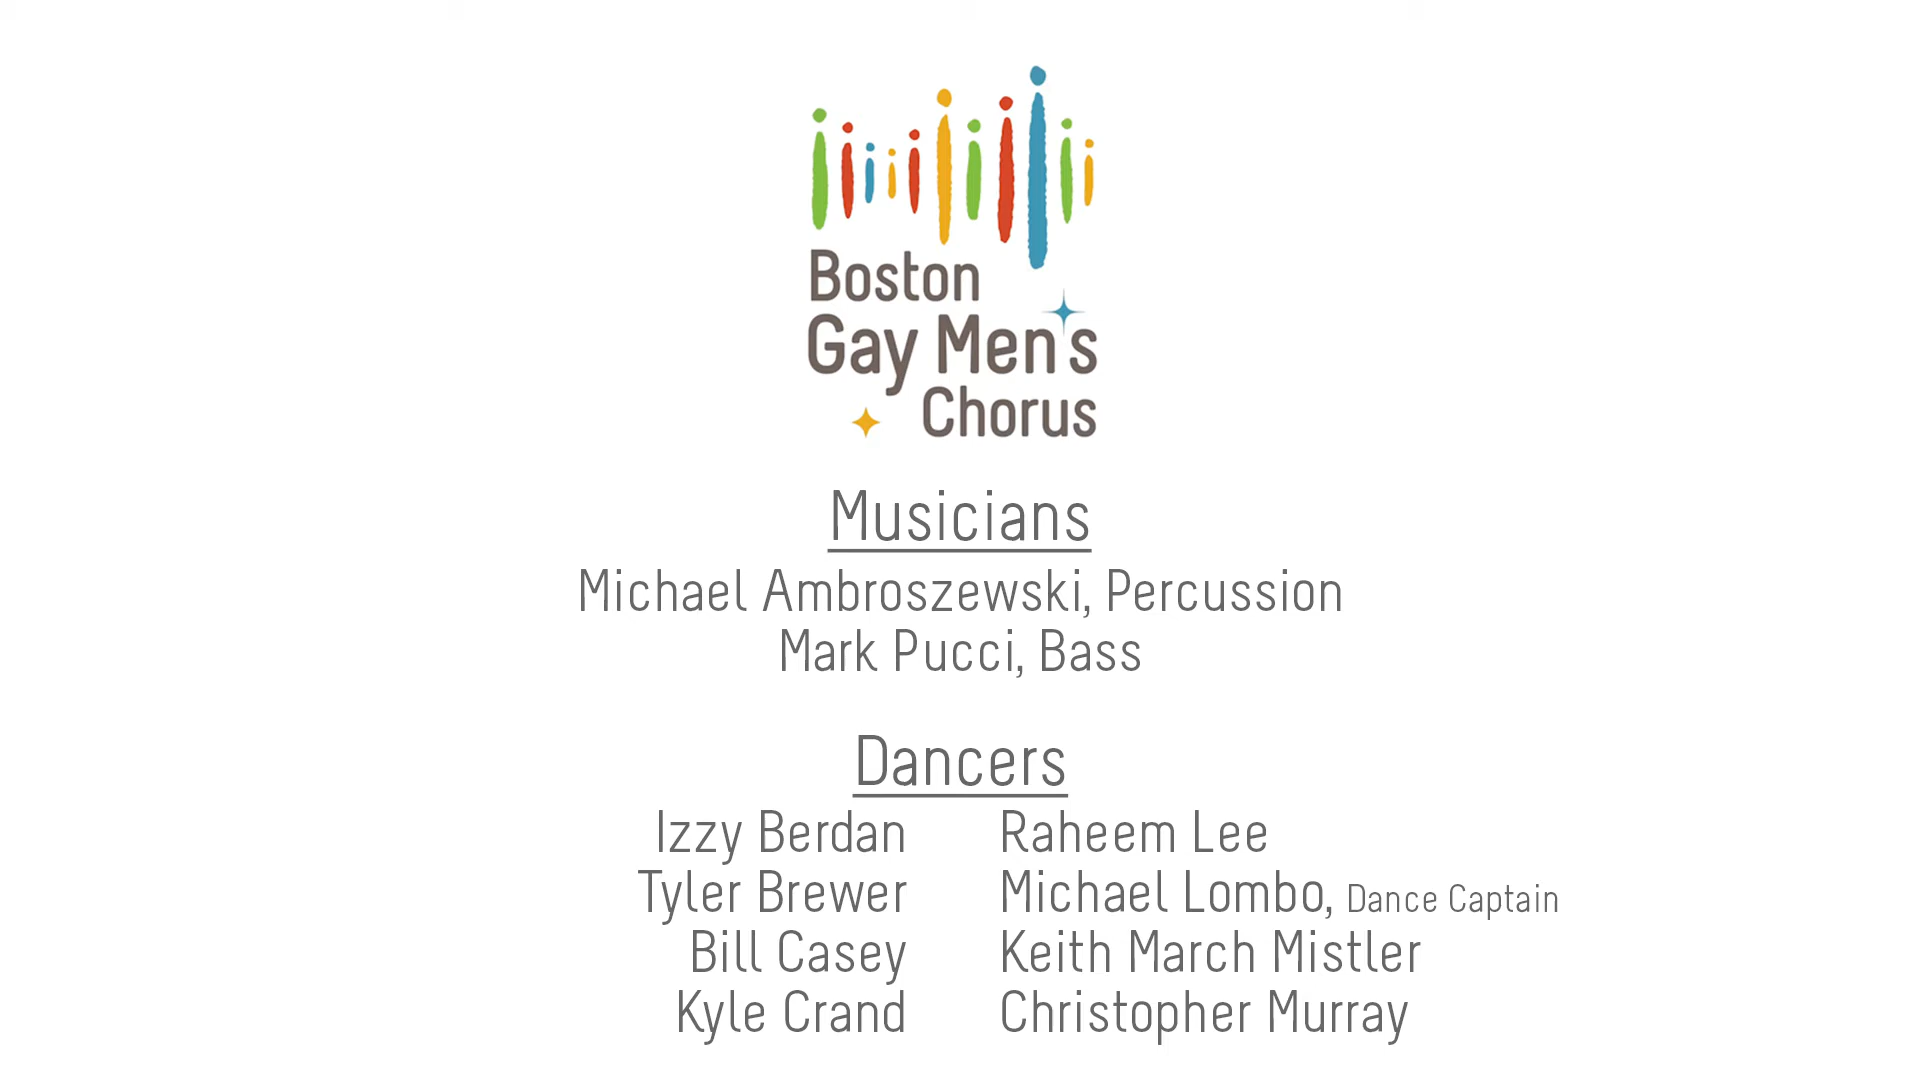 Boston
Gay Men's
Chorus
Musicians
Michael Ambroszewski, Percussion
Mark Pucci, Bass
Dancers
Izzy Berdan
Tyler Brewer
Bill Casey
Kyle Crand
Raheem Lee
Michael Lombo, Dance Captain
Keith March Mistler
Christopher Murray